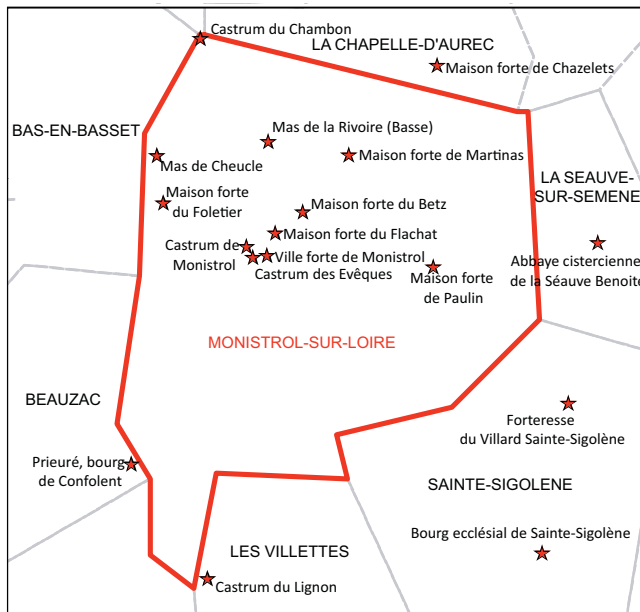 Castrum du Chambon
LA CHAPELLE-D'AUREC
Maison forte de Chazelets
BAS-EN-BASSET
Mas de la Rivoire (Basse)
Mas de Cheucle
Maison forte de Martinas
LA SEAUVE-
SUR-SEMENE
Maison forte
du Foletier
Maison forte du Betz
Maison forte du Flachat
Castrum de
Monistrol
Ville forte de Monistrol
Castrum des Evêques
Maison forte
de Paulin
Abbaye cistercienne
de la Séauve Benoite
MONISTROL-SUR-LOIRE
BEAUZAC
Forteresse
du Villard Sainte-Sigolène
Prieuré, bourg
de Confolent
SAINTE-SIGOLENE
Bourg ecclésial de Sainte-Sigolène
LES VILLETTES
Castrum du Lignon